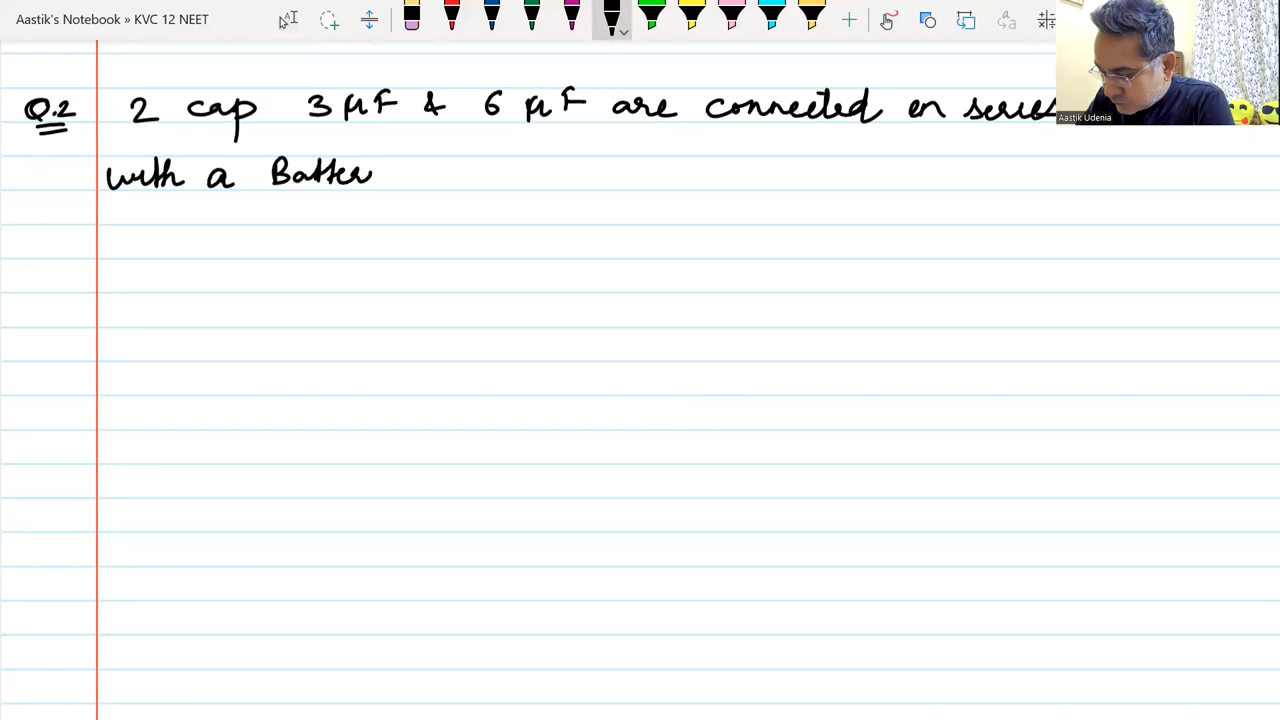 Aastik's Notebook » KVC 12 NEET
Q.2 2 cap 3 μF & 6 μF are connected in series
with a Batter
Aastik Udenia